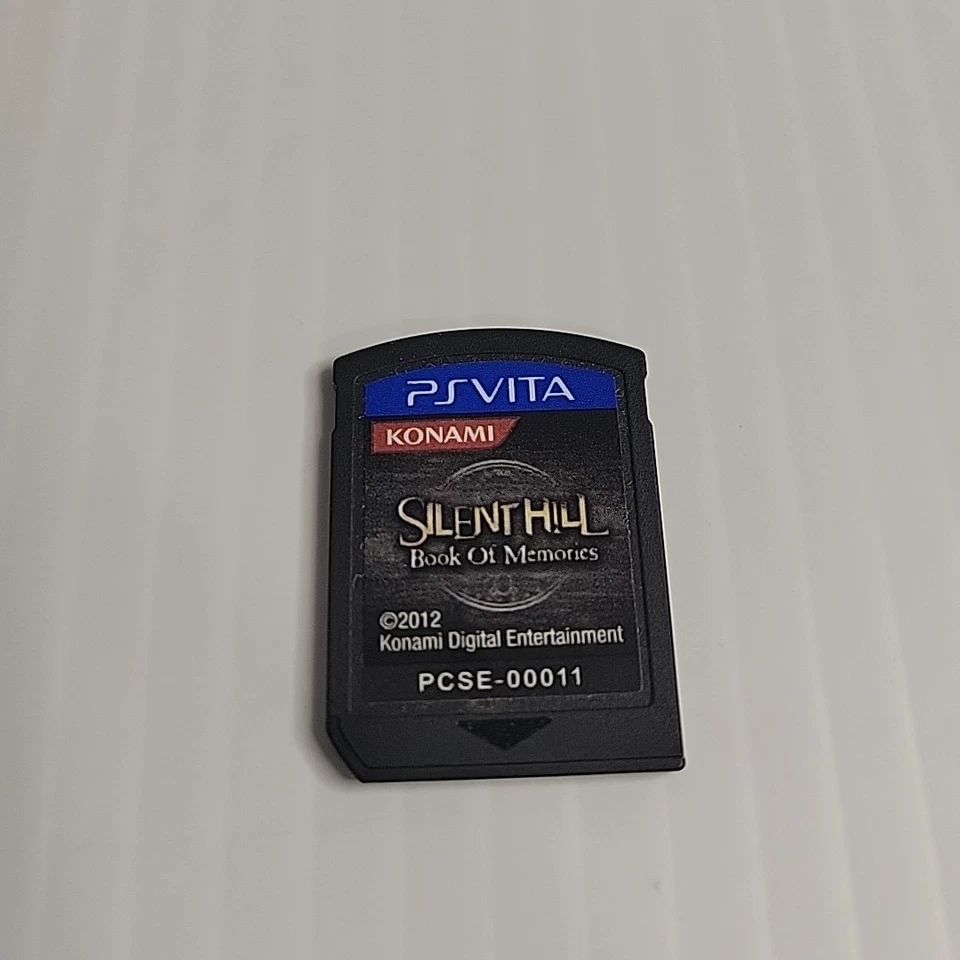 PSVITA
KONAMI
SILENT HILL
Book Of Memories
©2012
Konami Digital Entertainment
PCSE-00011